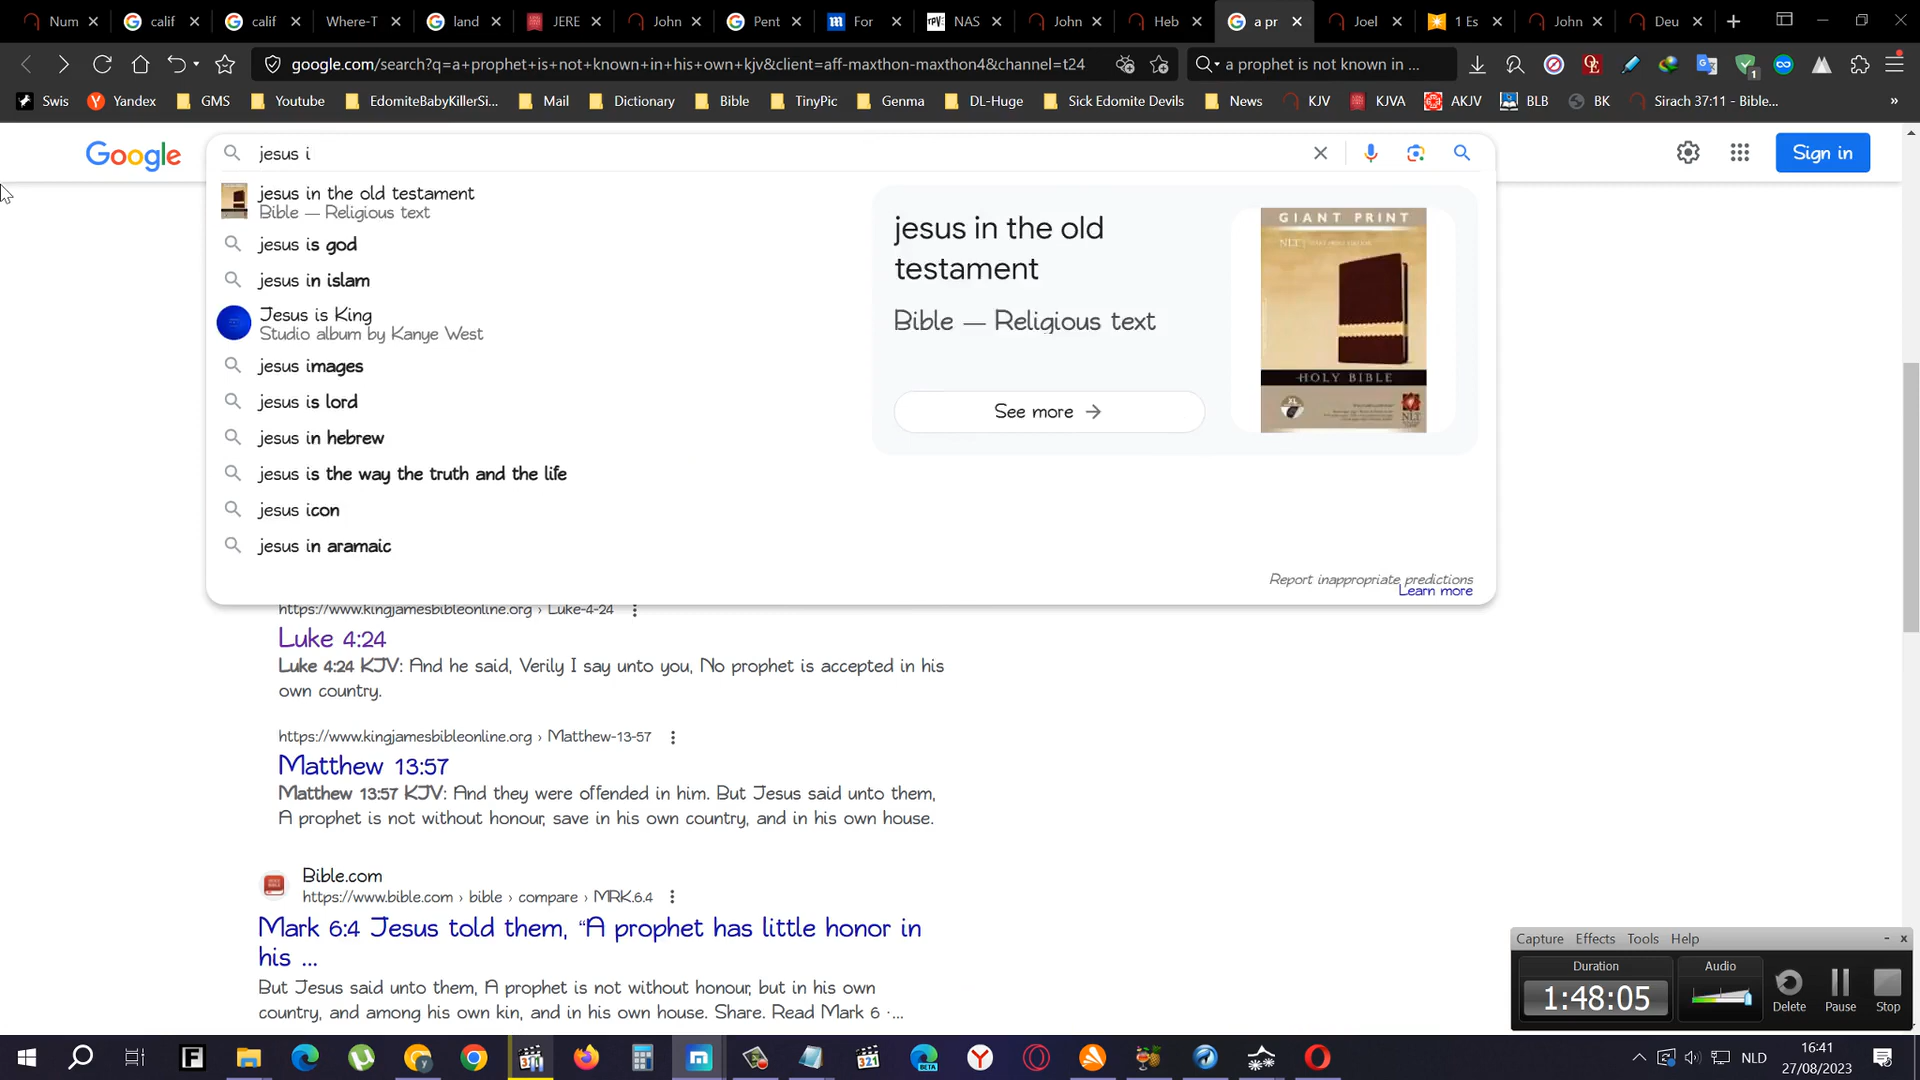 Num
calif
calif
Where-T
land
JERE
John
Pent
For
NAS
John
Heb
a pr
Joel
1 Es
John
Deu
google.com/search?q=a+prophet+is+not+known+in+his+own+kjv&client=aff-maxthon-maxthon4&channel=t24
a prophet is not known in ...
Swis
Yandex
GMS
Youtube
EdomiteBabyKillerSi...
Mail
Dictionary
Bible
TinyPic
Genma
DL-Huge
Sick Edomite Devils
News
KJV
KJVA
AKJV
BLB
BK
Sirach 37:11 - Bible...
Google
jesus i
Sign in
jesus in the old testament
Bible — Religious text
jesus is god
jesus in islam
Jesus is King
Studio album by Kanye West
jesus images
jesus is lord
jesus in hebrew
jesus is the way the truth and the life
jesus icon
jesus in aramaic
jesus in the old
testament
Bible — Religious text
See more →
GIANT PRINT
HOLY BIBLE
NLT
Report inappropriate predictions
Learn more
https://www.kingjamesbibleonline.org › Luke-4-24
Luke 4:24
Luke 4:24 KJV: And he said, Verily I say unto you, No prophet is accepted in his
own country.
https://www.kingjamesbibleonline.org › Matthew-13-57
Matthew 13:57
Matthew 13:57 KJV: And they were offended in him. But Jesus said unto them,
A prophet is not without honour, save in his own country, and in his own house.
Bible.com
https://www.bible.com › bible › compare › MRK.6.4
Mark 6:4 Jesus told them, “A prophet has little honor in
his ...
But Jesus said unto them, A prophet is not without honour, but in his own
country, and among his own kin, and in his own house. Share. Read Mark 6 ·...
Capture Effects Tools Help
Duration
1:48:05
Audio
Delete
Pause
Stop
NLD
16:41
27/08/2023